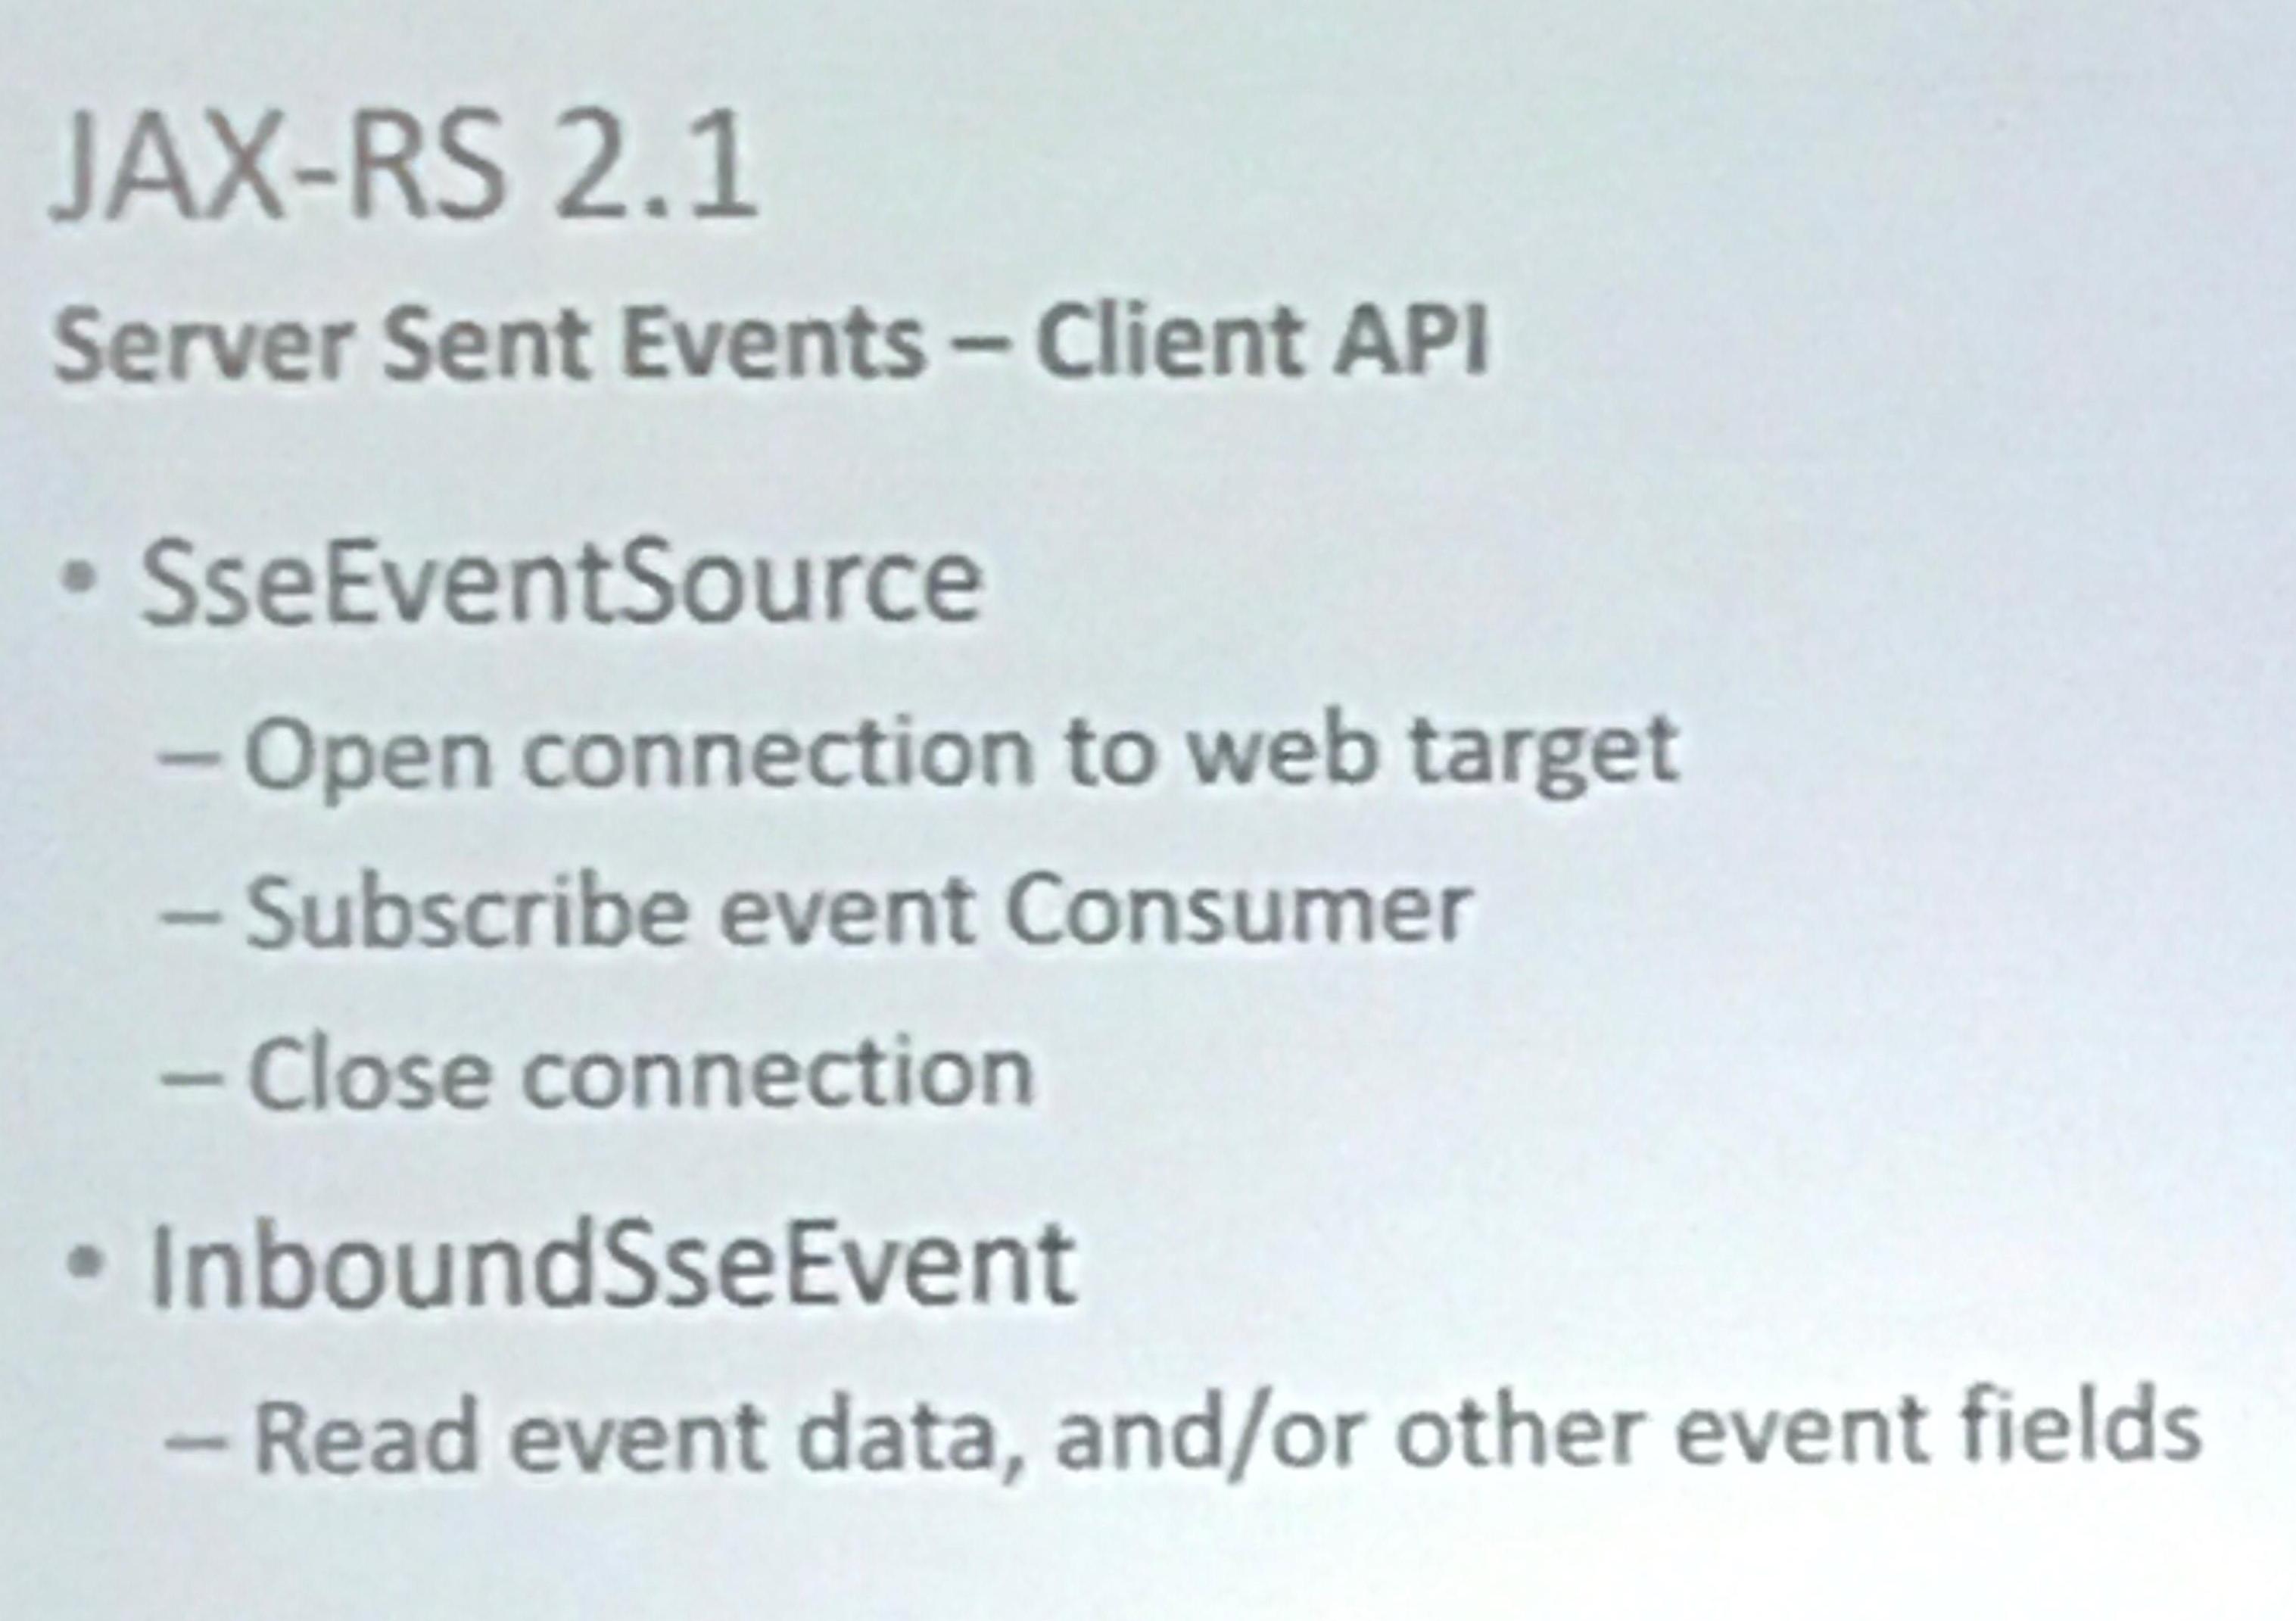 JAX-RS 2.1
Server Sent Events – Client API
• SseEventSource
– Open connection to web target
– Subscribe event Consumer
– Close connection
• InboundSseEvent
– Read event data, and/or other event fields